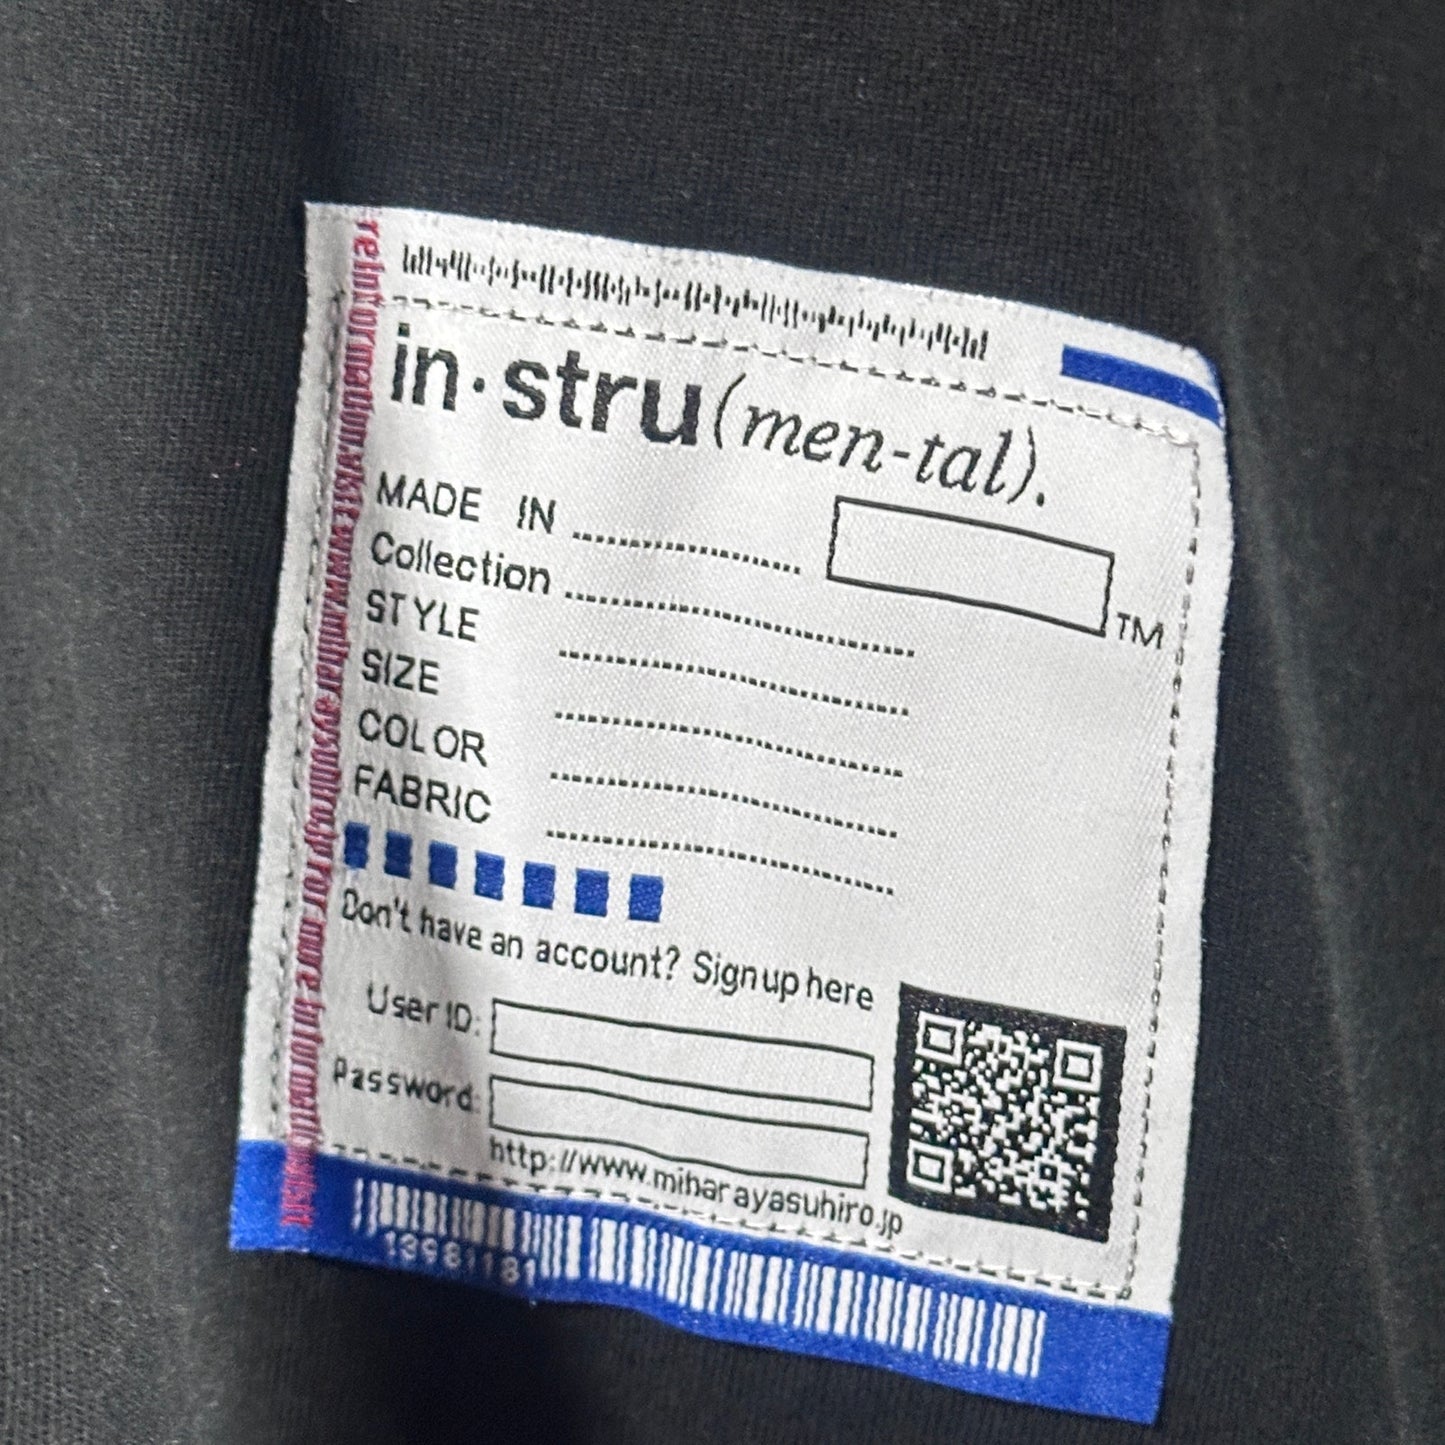 in·stru(men-tal).
MADE IN
TM
Collection
STYLE
SIZE
COLOR
FABRIC
Don't have an account? Sign up here
User ID:
Password:
http://www.miharayasuhiro.jp